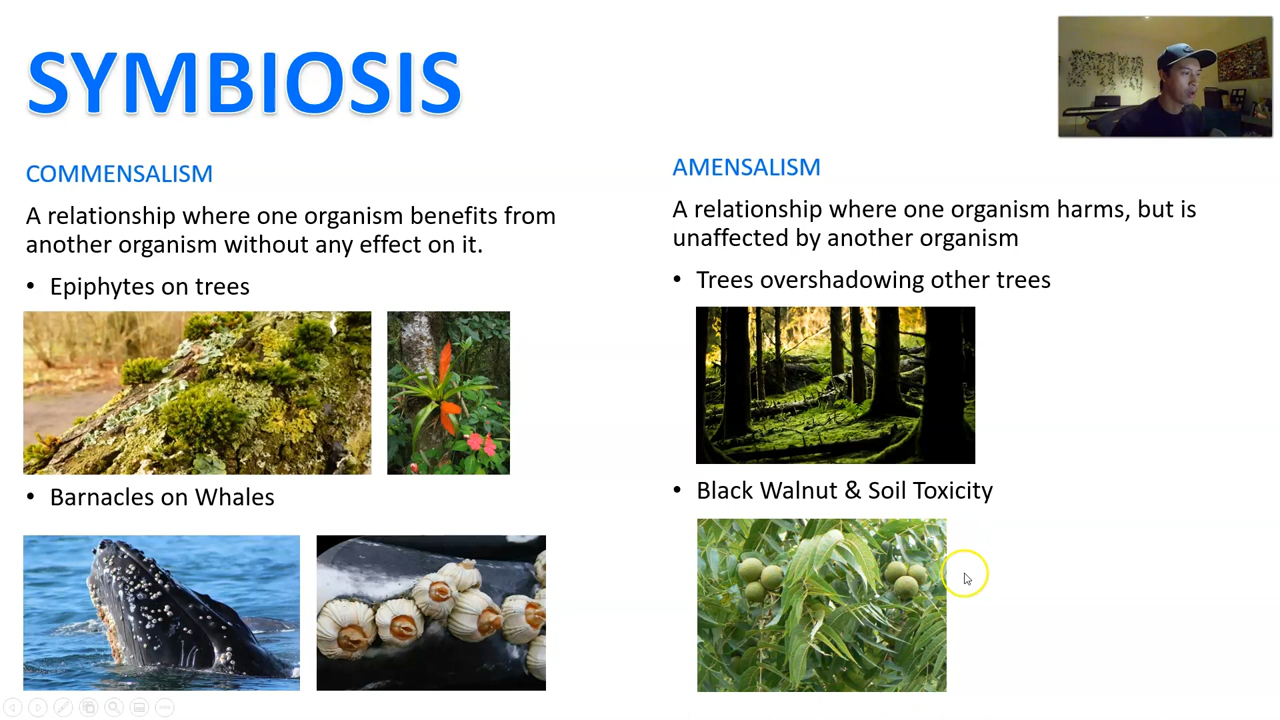 SYMBIOSIS
COMMENSALISM
A relationship where one organism benefits from
another organism without any effect on it.
• Epiphytes on trees
• Barnacles on Whales
AMENSALISM
A relationship where one organism harms, but is
unaffected by another organism
• Trees overshadowing other trees
• Black Walnut & Soil Toxicity